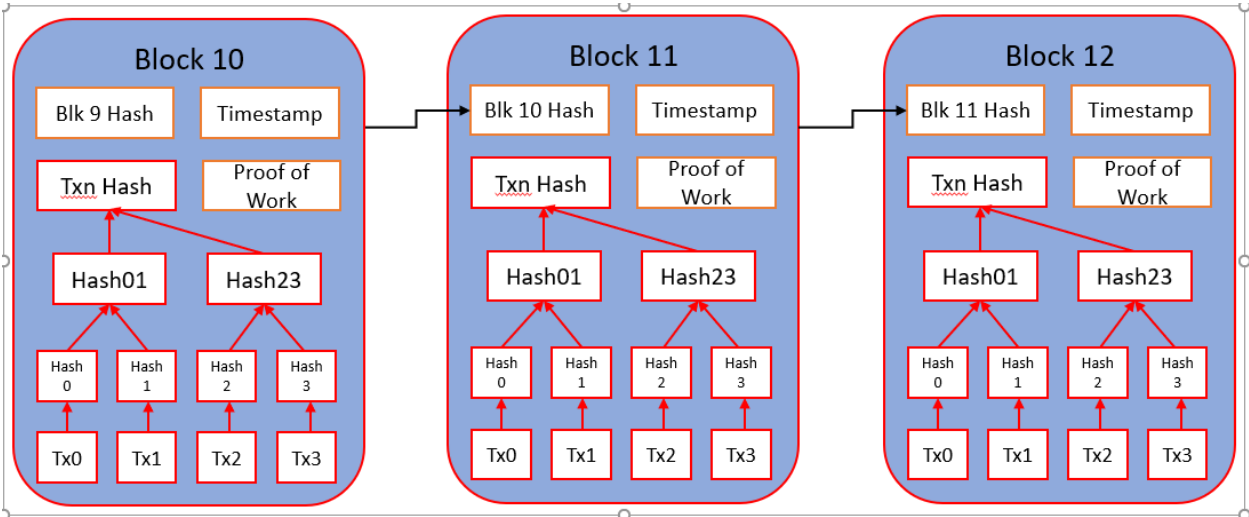 Block 10
Blk 9 Hash
Timestamp
Txn Hash
Proof of
Work
Hash01
Hash23
Hash
0
Hash
1
Hash
2
Hash
3
Tx0
Tx1
Tx2
Tx3
Block 11
Blk 10 Hash
Timestamp
Txn Hash
Proof of
Work
Hash01
Hash23
Hash
0
Hash
1
Hash
2
Hash
3
Tx0
Tx1
Tx2
Tx3
Block 12
Blk 11 Hash
Timestamp
Txn Hash
Proof of
Work
Hash01
Hash23
Hash
0
Hash
1
Hash
2
Hash
3
Tx0
Tx1
Tx2
Tx3